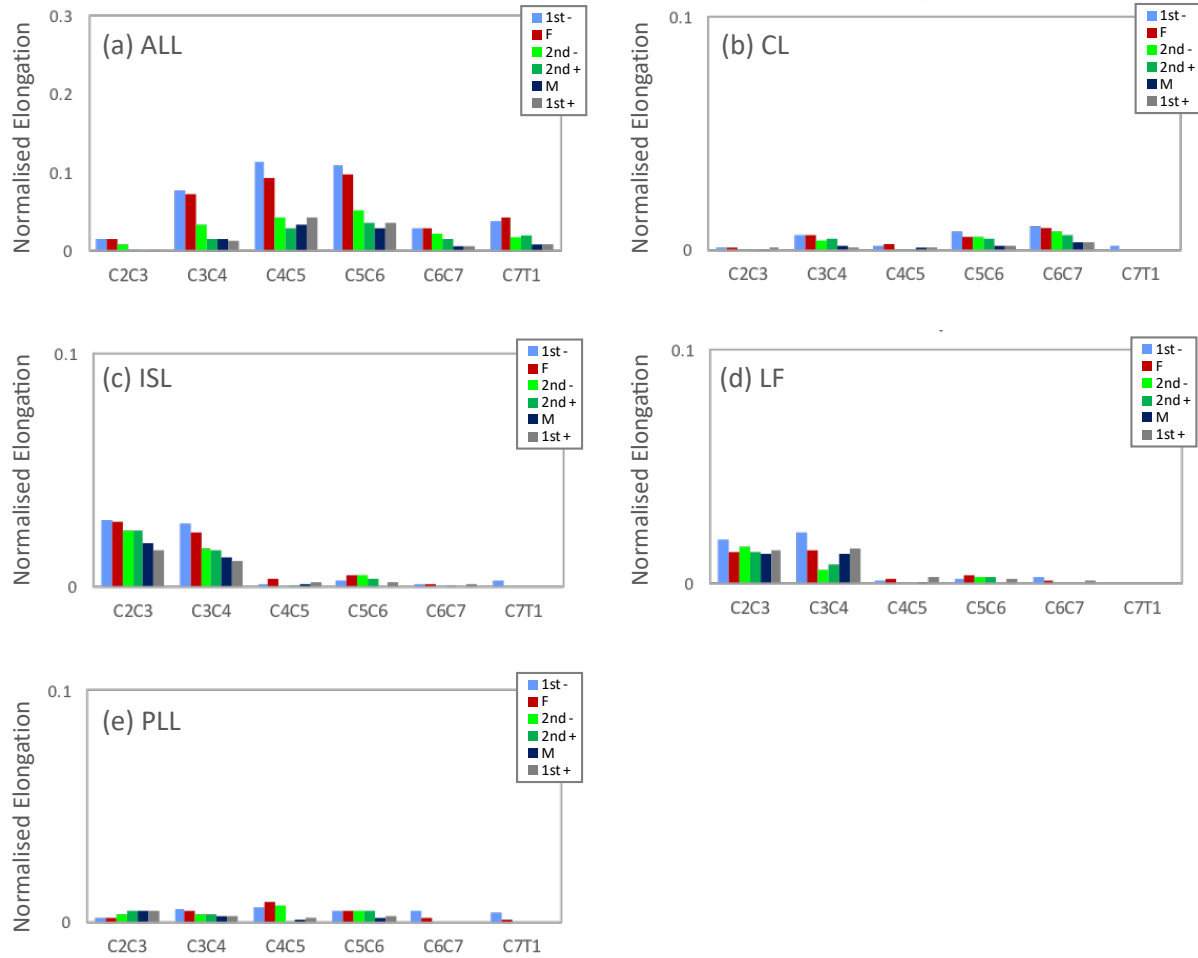 (a) ALL
Normalised Elongation
0.3
0.2
0.1
0
C2C3 C3C4 C4C5 C5C6 C6C7 C7T1
1st -
F
2nd -
2nd +
M
1st +
(b) CL
Normalised Elongation
0.1
0
C2C3 C3C4 C4C5 C5C6 C6C7 C7T1
1st -
F
2nd -
2nd +
M
1st +
(c) ISL
Normalised Elongation
0.1
0
C2C3 C3C4 C4C5 C5C6 C6C7 C7T1
1st -
F
2nd -
2nd +
M
1st +
(d) LF
Normalised Elongation
0.1
0
C2C3 C3C4 C4C5 C5C6 C6C7 C7T1
1st -
F
2nd -
2nd +
M
1st +
(e) PLL
Normalised Elongation
0.1
0
C2C3 C3C4 C4C5 C5C6 C6C7 C7T1
1st -
F
2nd -
2nd +
M
1st +